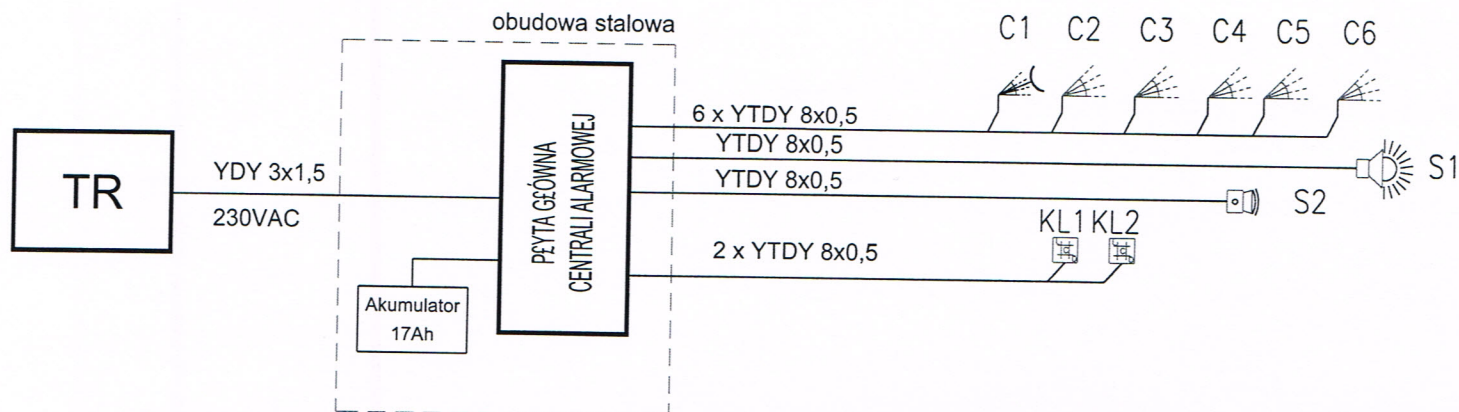 obudowa stalowa
C1 C2 C3 C4 C5 C6
6 x YTDY 8x0,5
YTDY 8x0,5
S1
YTDY 8x0,5
S2
TR
YDY 3x1,5
230VAC
PŁYTA GŁÓWNA
CENTRALI ALARMOWEJ
KL1 KL2
2 x YTDY 8x0,5
Akumulator
17Ah